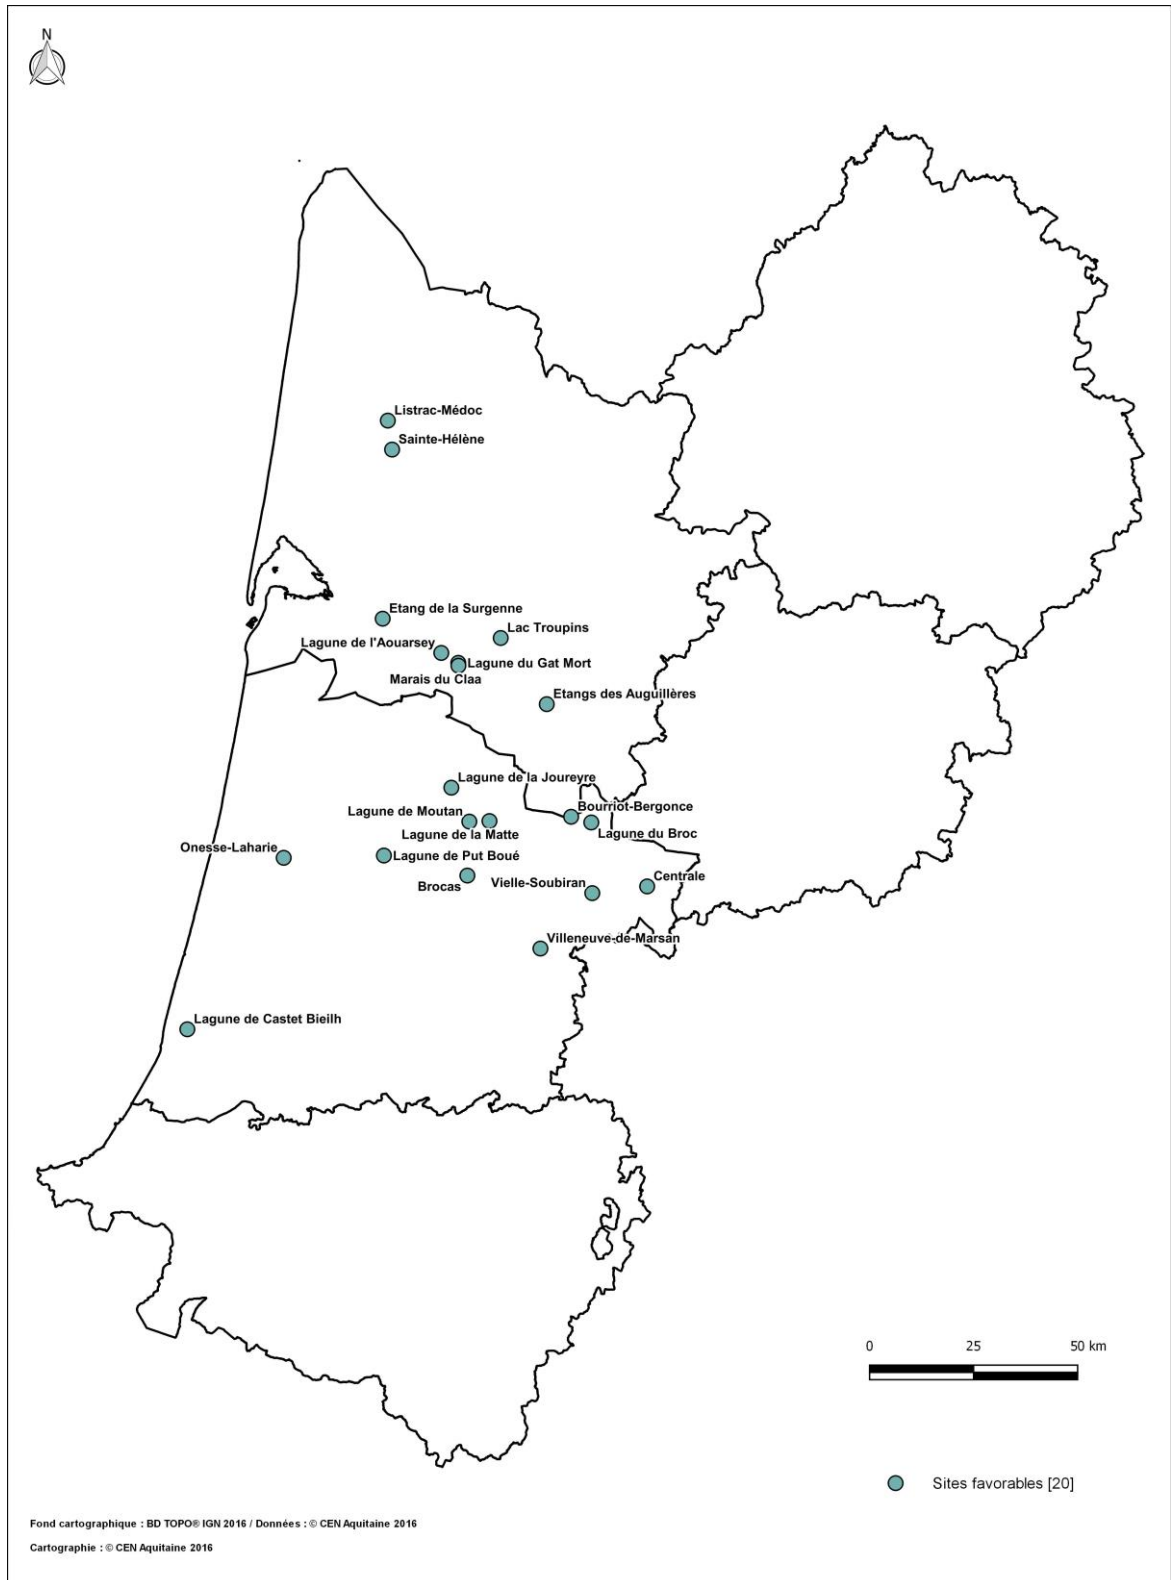 N
Listrac-Médoc
Sainte-Hélène
Etang de la Surgenne
Lac Troupins
Lagune de l'Aouarsey
Lagune du Gat Mort
Marais du Claa
Etangs des Auguillères
Lagune de la Joureyre
Bourriot-Bergonce
Lagune de Moutan
Lagune de la Matte
Lagune du Broc
Onesse-Laharie
Lagune de Put Boué
Brocas
Vielle-Soubiran
Centrale
Villeneuve-de-Marsan
Lagune de Castet Bieilh
0 25 50 km
Sites favorables [20]
Fond cartographique : BD TOPO® IGN 2016 / Données : © CEN Aquitaine 2016
Cartographie : © CEN Aquitaine 2016